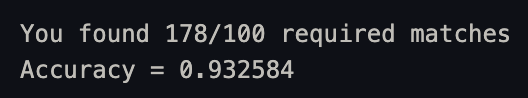 You found 178/100 required matches
Accuracy = 0.932584